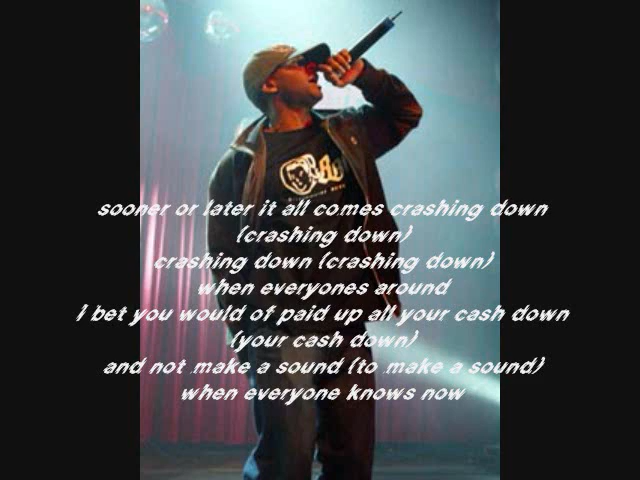 sooner or later it all comes crashing down
(crashing down)
crashing down (crashing down)
when everyones around
I bet you would of paid up all your cash down
(your cash down)
and not make a sound (to make a sound)
when everyone knows now